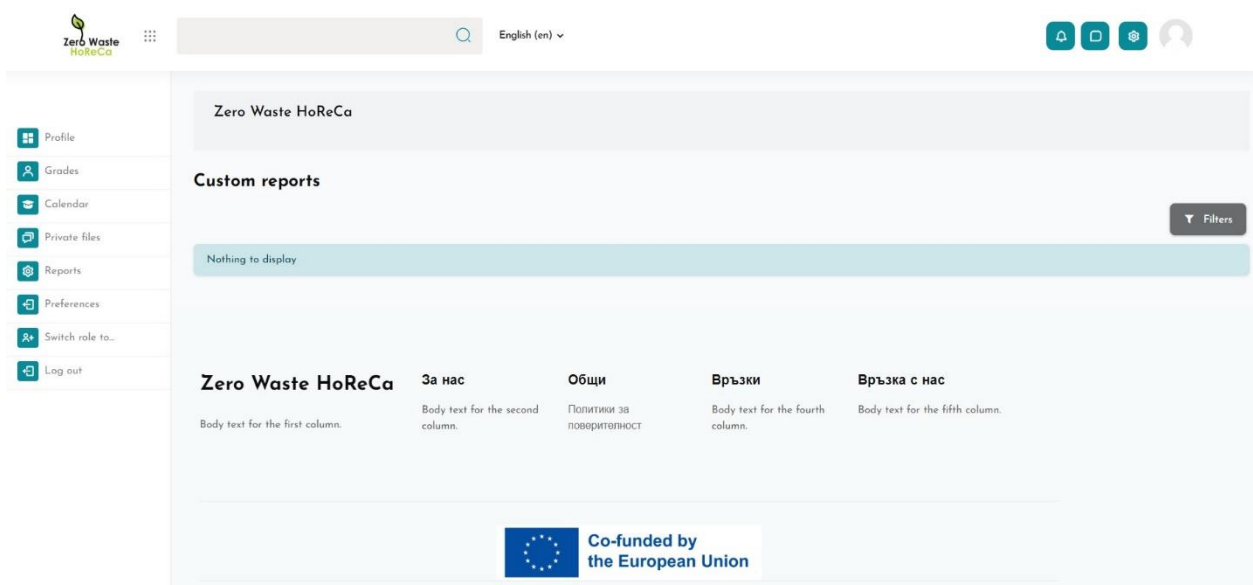 Zero Waste
HoReCa
English (en)
Zero Waste HoReCa
Profile
Grades
Calendar
Private files
Reports
Preferences
Switch role to...
Log out
Custom reports
Filters
Nothing to display
Zero Waste HoReCa
Body text for the first column.
За нас
Body text for the second
column.
Общи
Политики за
поверителност
Връзки
Body text for the fourth
column.
Връзка с нас
Body text for the fifth column.
Co-funded by
the European Union